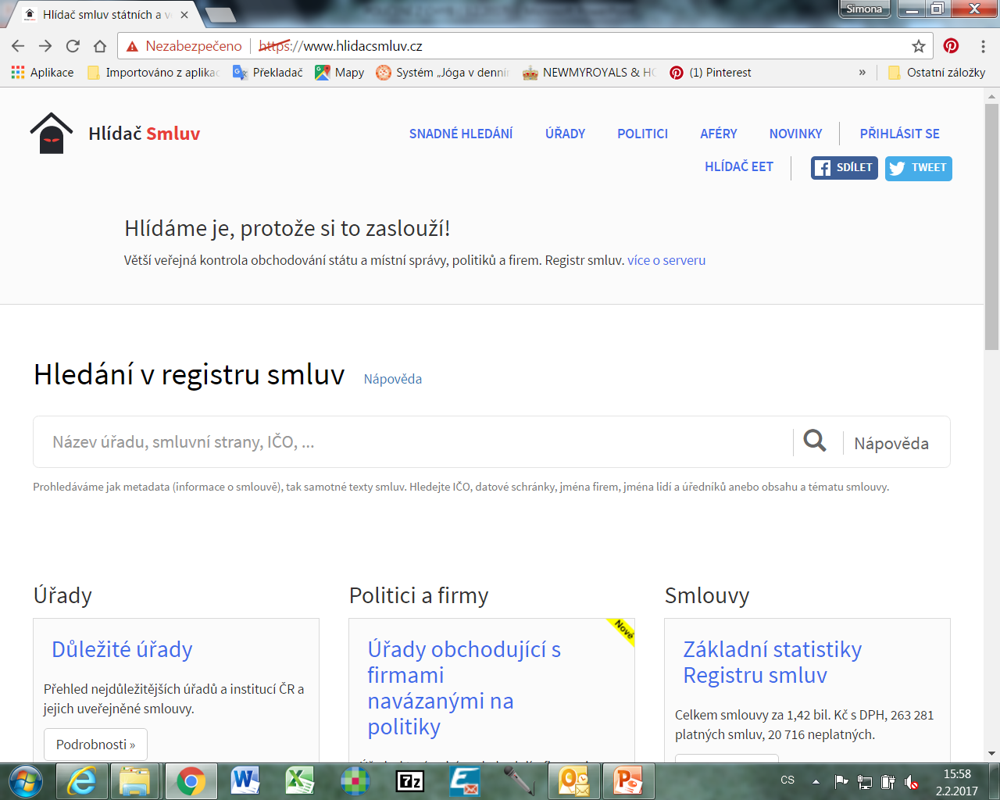 Hlídač smluv státních a v
Simona
Nezabezpečeno
https://www.hlidacsmluv.cz
Aplikace
Importováno z aplikac
Překladač
Mapy
Systém „Jóga v denním
NEWMYROYALS & HO
(1) Pinterest
»
Ostatní záložky
Hlídač Smluv
SNADNÉ HLEDÁNÍ
ÚŘADY
POLITICI
AFÉRY
NOVINKY
PŘIHLÁSIT SE
HLÍDAČ EET
SDÍLET
TWEET
Hlídáme je, protože si to zaslouží!
Větší veřejná kontrola obchodování státu a místní správy, politiků a firem. Registr smluv. více o serveru
Hledání v registru smluv
Nápověda
Název úřadu, smluvní strany, IČO, ...
Nápověda
Prohledáváme jak metadata (informace o smlouvě), tak samotné texty smluv. Hledejte IČO, datové schránky, jména firem, jména lidí a úředníků anebo obsahu a tématu smlouvy.
Úřady
Důležité úřady
Přehled nejdůležitějších úřadů a institucí ČR a
jejich uveřejněné smlouvy.
Podrobnosti »
Politici a firmy
Nové
Úřady obchodující s
firmami
navázanými na
politiky
Smlouvy
Základní statistiky
Registru smluv
Celkem smlouvy za 1,42 bil. Kč s DPH, 263 281
platných smluv, 20 716 neplatných.
CS
15:58
2.2.2017